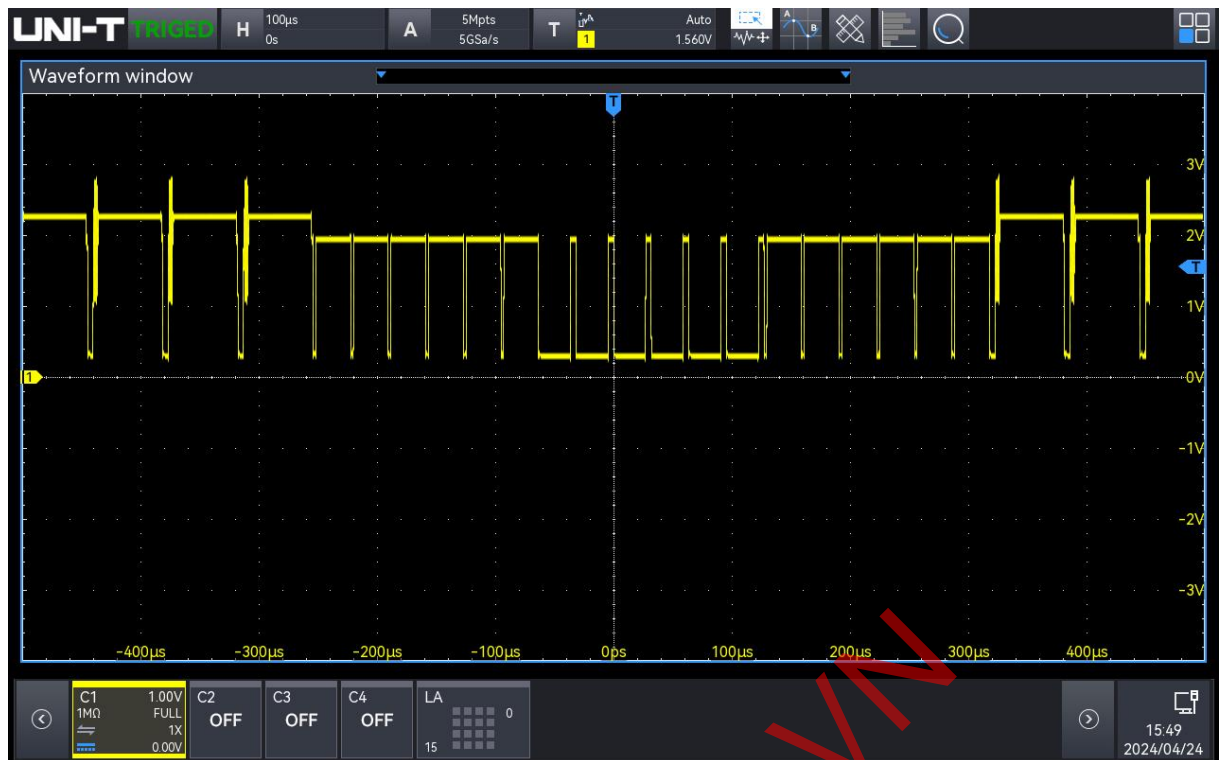 UNI-T TRIGED H 100μs 0s A 5Mpts 5GSa/s T 1 Auto 1.560V
Waveform window
T
3V
2V
T
1V
1 0V
-1V
-2V
-3V
-400μs -300μs -200μs -100μs 0ps 100μs 200μs 300μs 400μs
C1 1.00V C2 C3 C4 LA
1MΩ FULL OFF OFF OFF 0
1X
0.00V 15
15:49
2024/04/24
VN